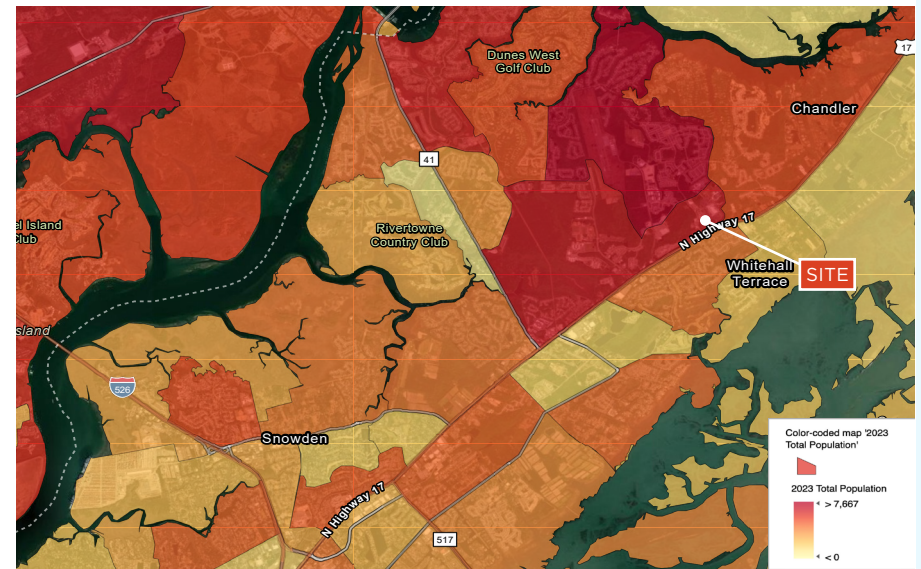 Dunes West
Golf Club
17
Chandler
41
el Island
Club
Rivertowne
Country Club
N Highway 17
Whitehall
Terrace
SITE
sland
526
Snowden
N Highway 17
517
Color-coded map '2023
Total Population'
2023 Total Population
> 7,667
< 0